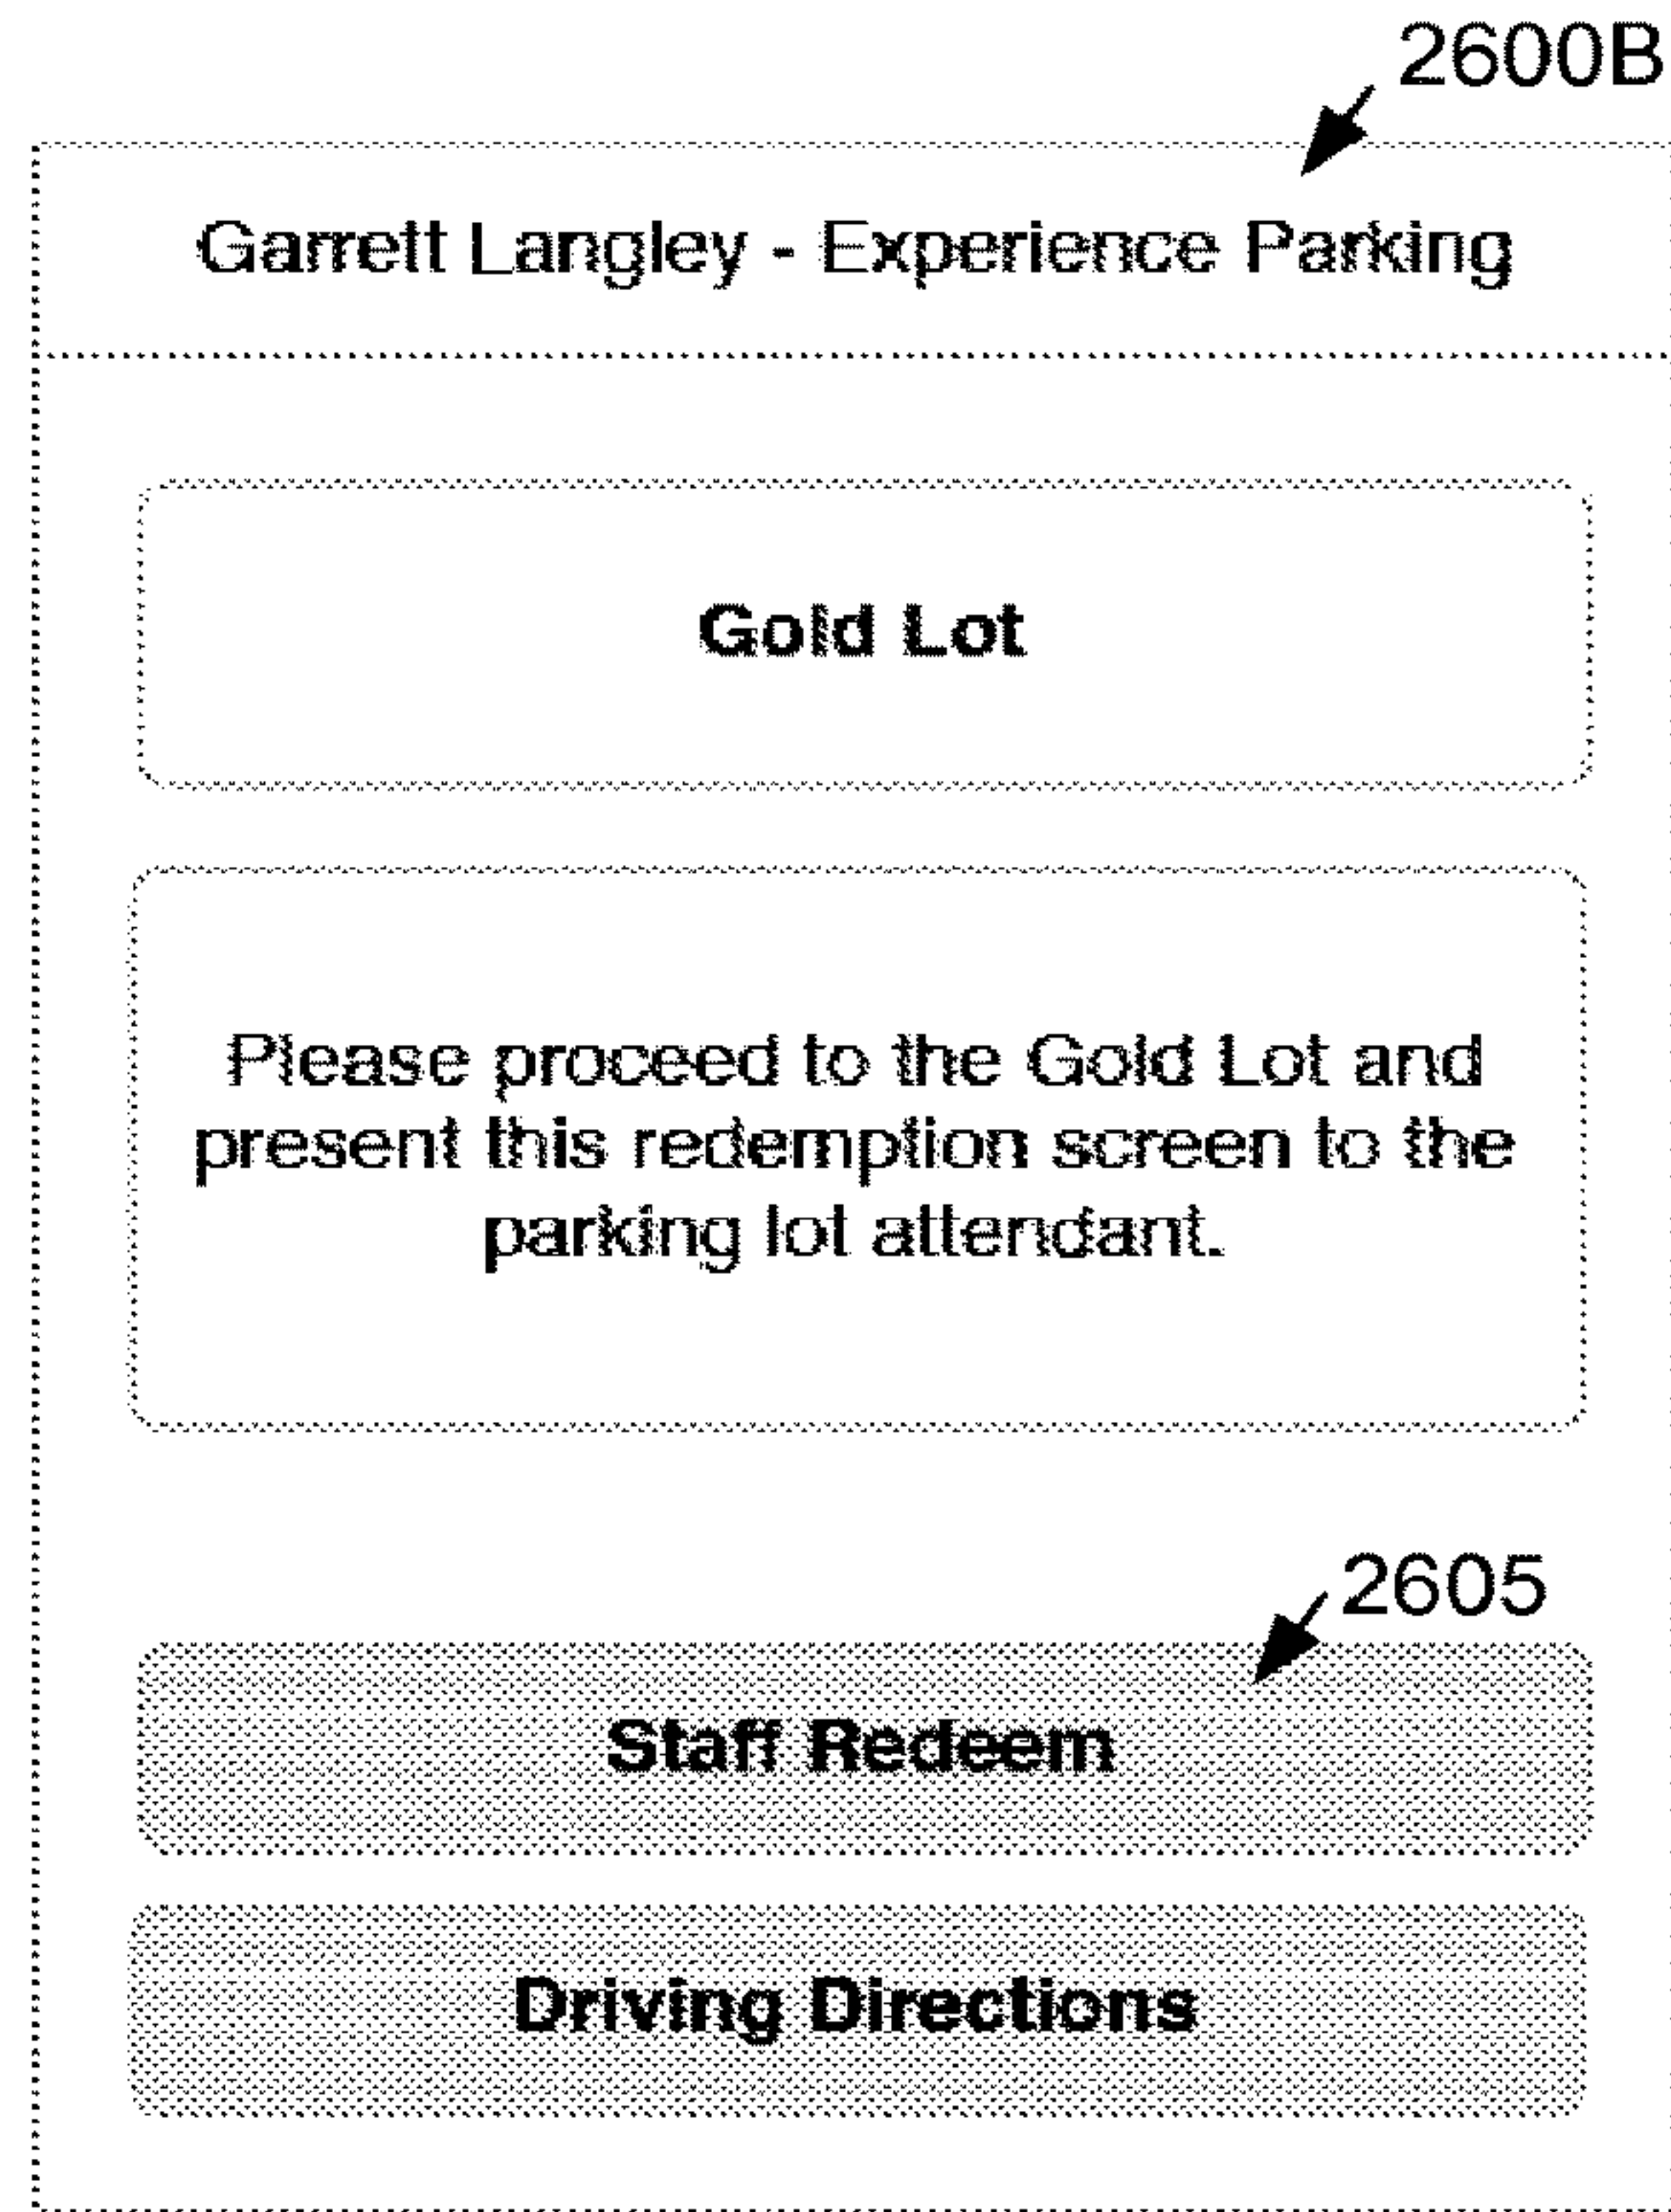 2600B
Garrett Langley - Experience Parking
Gold Lot
Please proceed to the Gold Lot and
present this redemption screen to the
parking lot attendant.
2605
Staff Redeem
Driving Directions